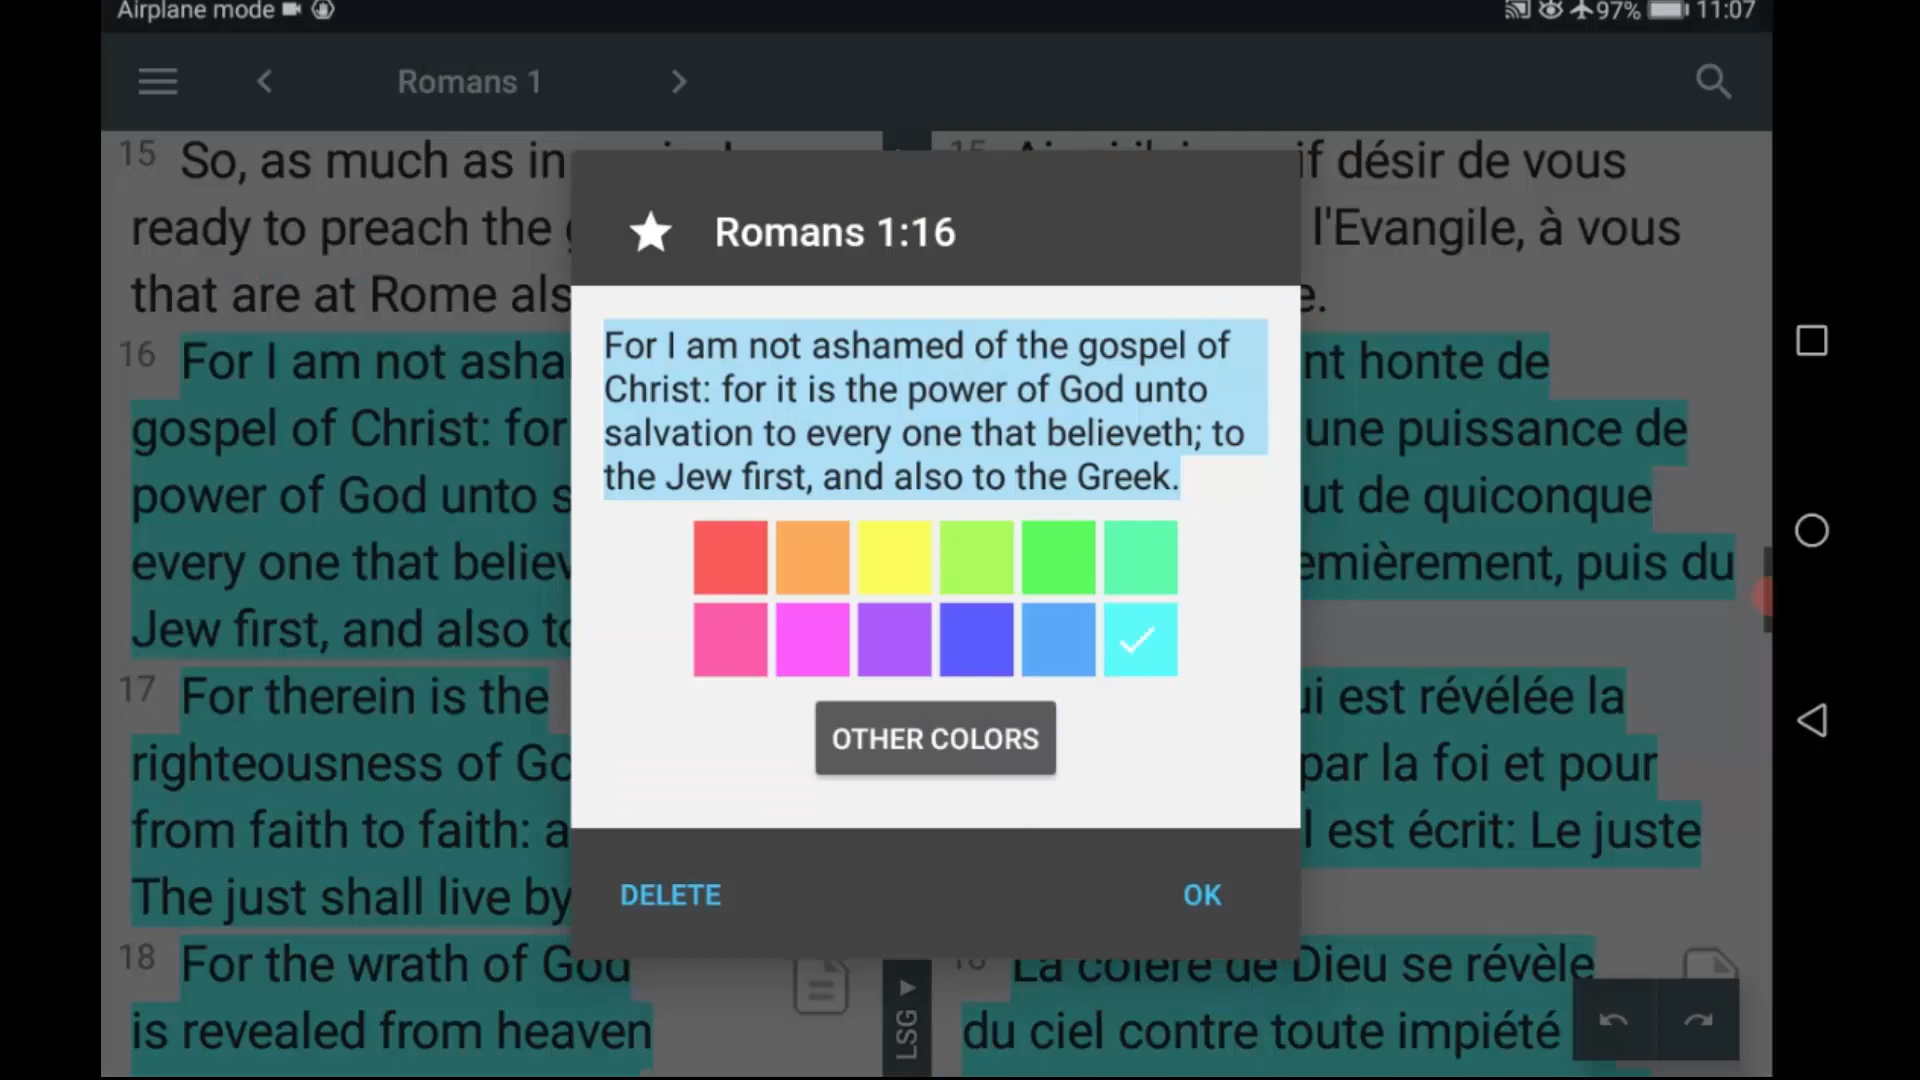 Airplane mode
97% 11:07
Romans 1
15 So, as much as in
ready to preach the
that are at Rome als
16 For I am not asha
gospel of Christ: for
power of God unto s
every one that believ
Jew first, and also to
17 For therein is the
righteousness of Go
from faith to faith: a
The just shall live by
18 For the wrath of God
is revealed from heaven
Romans 1:16
For I am not ashamed of the gospel of
Christ: for it is the power of God unto
salvation to every one that believeth; to
the Jew first, and also to the Greek.
OTHER COLORS
DELETE
OK
LSG
15
if désir de vous
l'Evangile, à vous
e.
nt honte de
une puissance de
ut de quiconque
emièrement, puis du
ui est révélée la
par la foi et pour
l est écrit: Le juste
18 La colère de Dieu se révèle
du ciel contre toute impiété